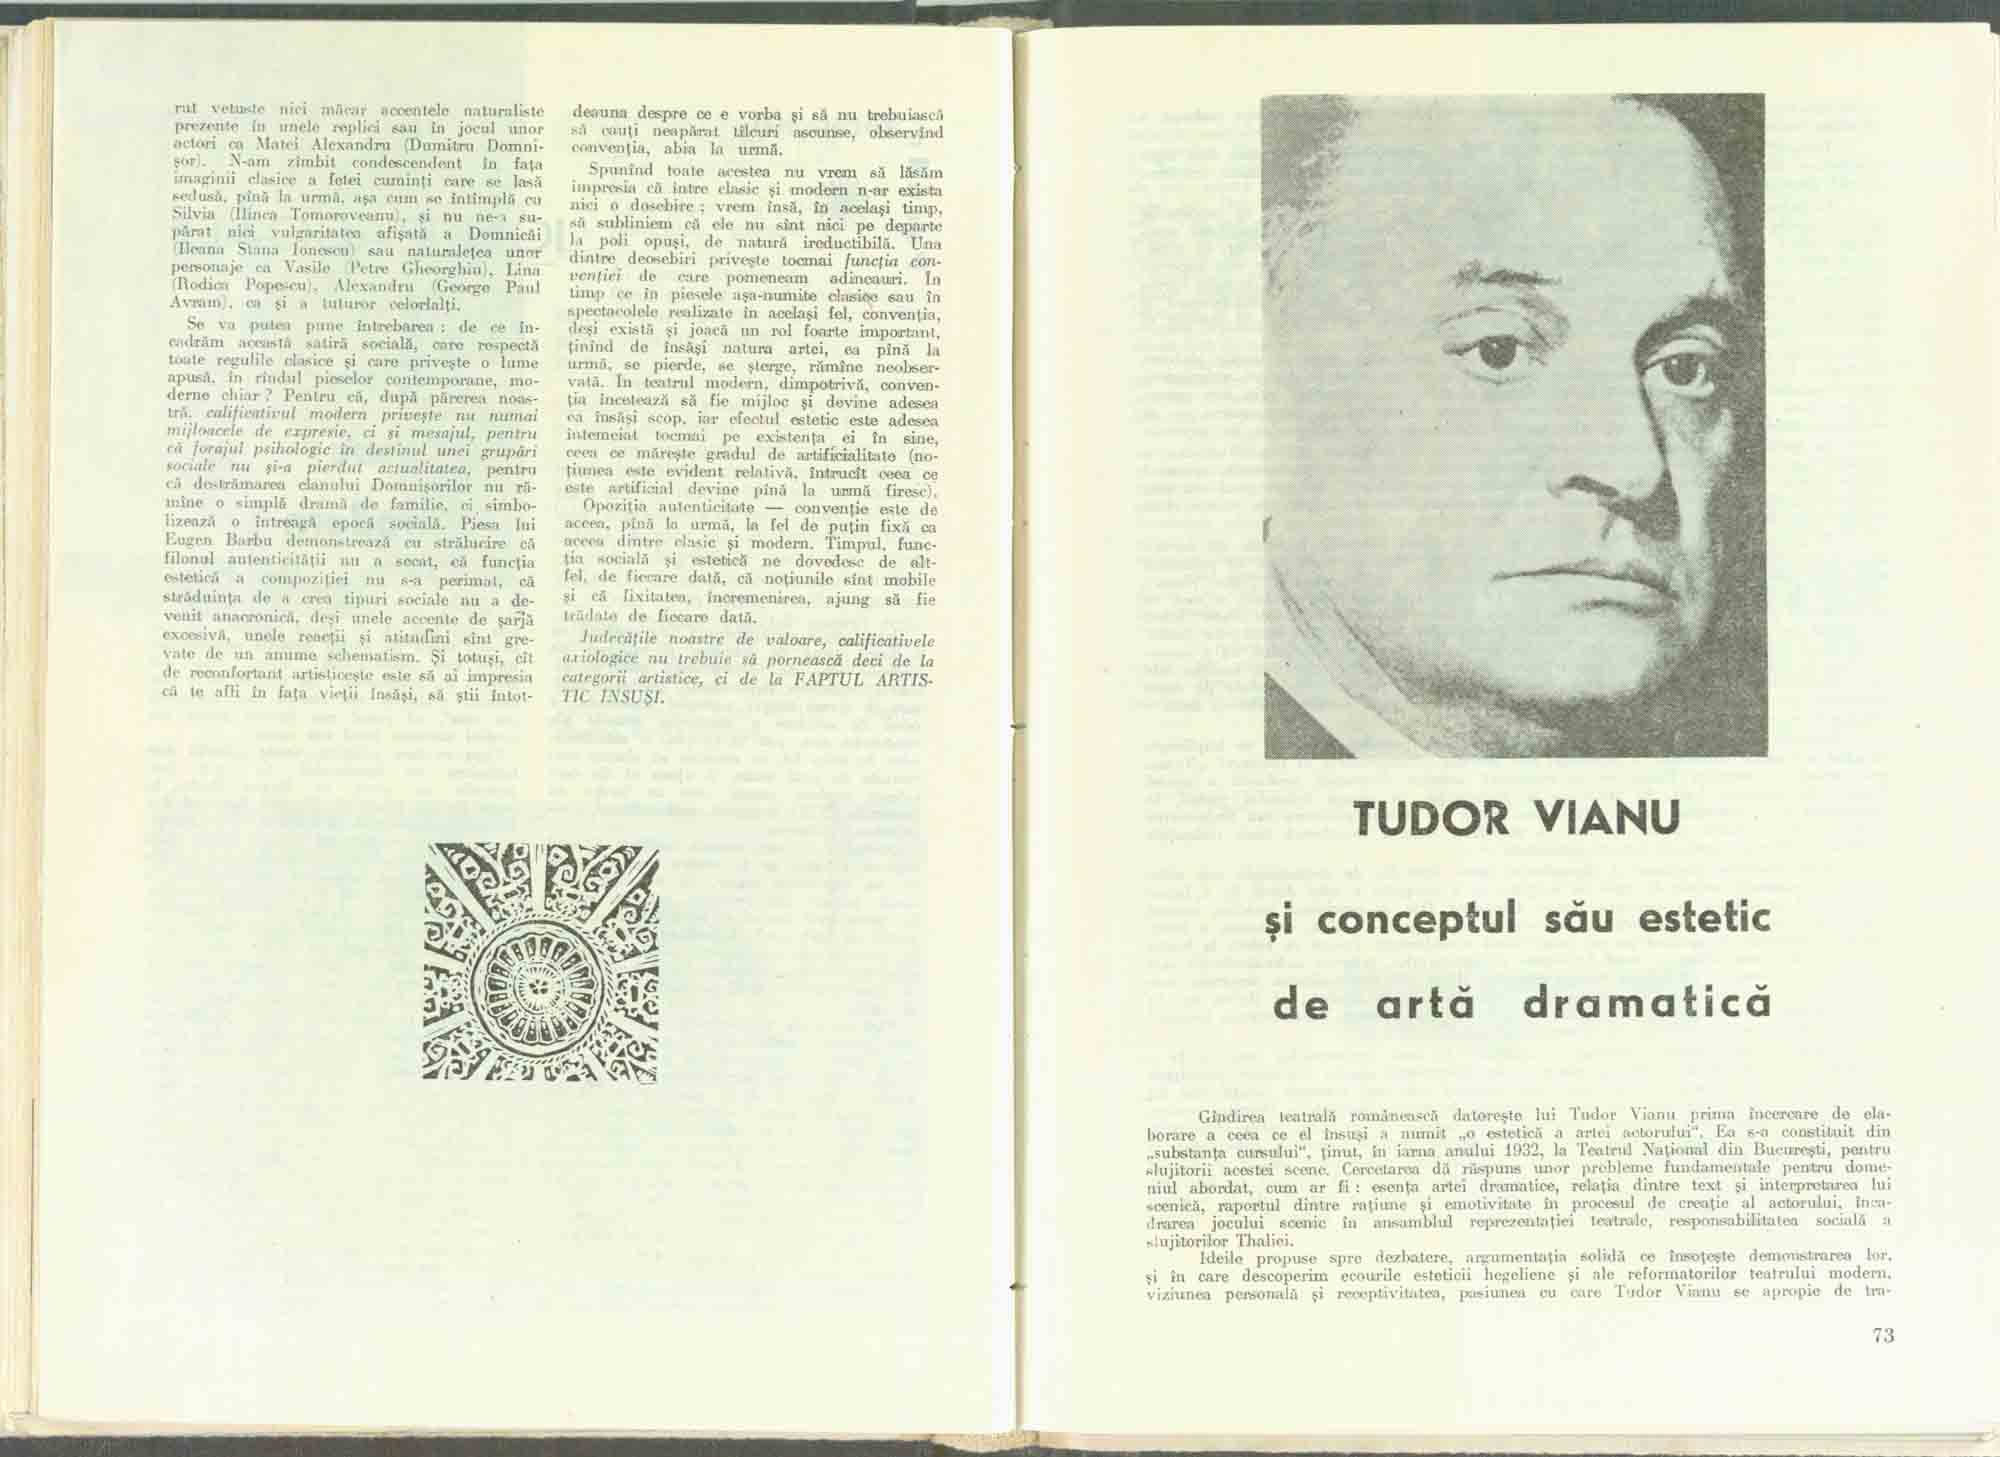 rat vetuste nici măcar accentele naturaliste
prezente în unele replici sau în jocul unor
actori ca Matei Alexandru (Dumitru Domni-
șor). N-am zîmbit condescendent în fața
imaginii clasice a fetei cuminți care se lasă
sedusă, pînă la urmă, așa cum se întîmplă cu
Silvia (Ilinca Tomoroveanu), și nu ne-a su-
părat nici vulgaritatea afișată a Domnicăi
(Ileana Stana Ionescu) sau naturalețea unor
personaje ca Vasile (Petre Gheorghiu), Lina
(Rodica Popescu), Alexandru (George Paul
Avram), ca și a tuturor celorlalți.
Se va putea pune întrebarea : de ce în-
cadrăm această satiră socială, care respectă
toate regulile clasice și care privește o lume
apusă, în rîndul pieselor contemporane, mo-
derne chiar ? Pentru că, după părerea noas-
tră, calificativul modern privește nu numai
mijloacele de expresie, ci și mesajul, pentru
că forajul psihologic în destinul unei grupări
sociale nu și-a pierdut actualitatea, pentru
că destrămarea clanului Domnișorilor nu ră-
mîne o simplă dramă de familie, ci simbo-
lizează o întreagă epocă socială. Piesa lui
Eugen Barbu demonstrează cu strălucire că
filonul autenticității nu a secat, că funcția
estetică a compoziției nu s-a perimat, că
străduința de a crea tipuri sociale nu a de-
venit anacronică, deși unele accente de șarjă
excesivă, unele reacții și atitudini sînt gre-
vate de un anume schematism. Și totuși, cît
de reconfortant artisticește este să ai impresia
că te afli în fața vieții însăși, să știi întot-
deauna despre ce e vorba și să nu trebuiască
să cauți neapărat tîlcuri ascunse, observînd
convenția, abia la urmă.
Spunînd toate acestea nu vrem să lăsăm
impresia că între clasic și modern n-ar exista
nici o dosebire ; vrem însă, în același timp,
să subliniem că ele nu sînt nici pe departe
la poli opuși, de natură ireductibilă. Una
dintre deosebiri privește tocmai funcția con-
venției de care pomeneam adineauri. În
timp ce în piesele așa-numite clasice sau în
spectacolele realizate în același fel, convenția,
deși există și joacă un rol foarte important,
ținînd de însăși natura artei, ea pînă la
urmă, se pierde, se șterge, rămîne neobser-
vată. În teatrul modern, dimpotrivă, conven-
ția încetează să fie mijloc și devine adesea
ea însăși scop, iar efectul estetic este adesea
întemeiat tocmai pe existența ei în sine,
ceea ce mărește gradul de artificialitate (no-
țiunea este evident relativă, întrucît ceea ce
este artificial devine pînă la urmă firesc).
Opoziția autenticitate — convenție este de
aceea, pînă la urmă, la fel de puțin fixă ca
aceea dintre clasic și modern. Timpul, func-
ția socială și estetică ne dovedesc de alt-
fel, de fiecare dată, că noțiunile sînt mobile
și că fixitatea, încremenirea, ajung să fie
trădate de fiecare dată.
Judecățile noastre de valoare, calificativele
axiologice nu trebuie să pornească deci de la
categorii artistice, ci de la FAPTUL ARTIS-
TIC INSUȘI.
TUDOR VIANU
și conceptul său estetic
de artă dramatică
Gîndirea teatrală românească datorește lui Tudor Vianu prima încercare de ela-
borare a ceea ce el însuși a numit „o estetică a artei actorului“. Ea s-a constituit din
„substanța cursului“, ținut, în iarna anului 1932, la Teatrul Național din București, pentru
slujitorii acestei scene. Cercetarea dă răspuns unor probleme fundamentale pentru dome-
niul abordat, cum ar fi : esența artei dramatice, relația dintre text și interpretarea lui
scenică, raportul dintre rațiune și emotivitate în procesul de creație al actorului, înca-
drarea jocului scenic în ansamblul reprezentației teatrale, responsabilitatea socială a
slujitorilor Thaliei.
Ideile propuse spre dezbatere, argumentația solidă ce însoțește demonstrarea lor,
și în care descoperim ecourile esteticii hegeliene și ale reformatorilor teatrului modern,
viziunea personală și receptivitatea, pasiunea cu care Tudor Vianu se apropie de tra-
73